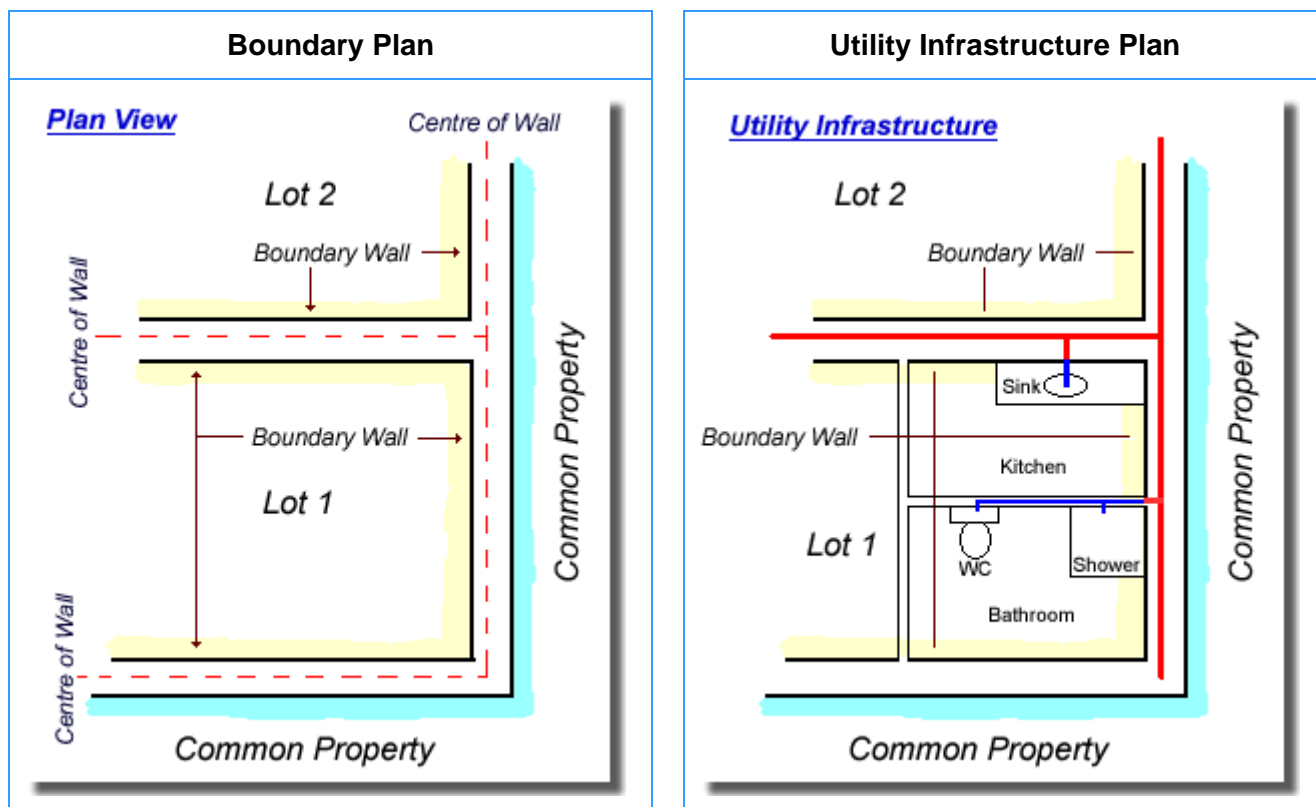 Boundary Plan
Plan View
Centre of Wall
Lot 2
Boundary Wall
Centre of Wall
Boundary Wall
Lot 1
Common Property
Centre of Wall
Common Property
Utility Infrastructure Plan
Utility Infrastructure
Lot 2
Boundary Wall
Sink
Boundary Wall
Kitchen
Common Property
Lot 1
WC
Shower
Bathroom
Common Property